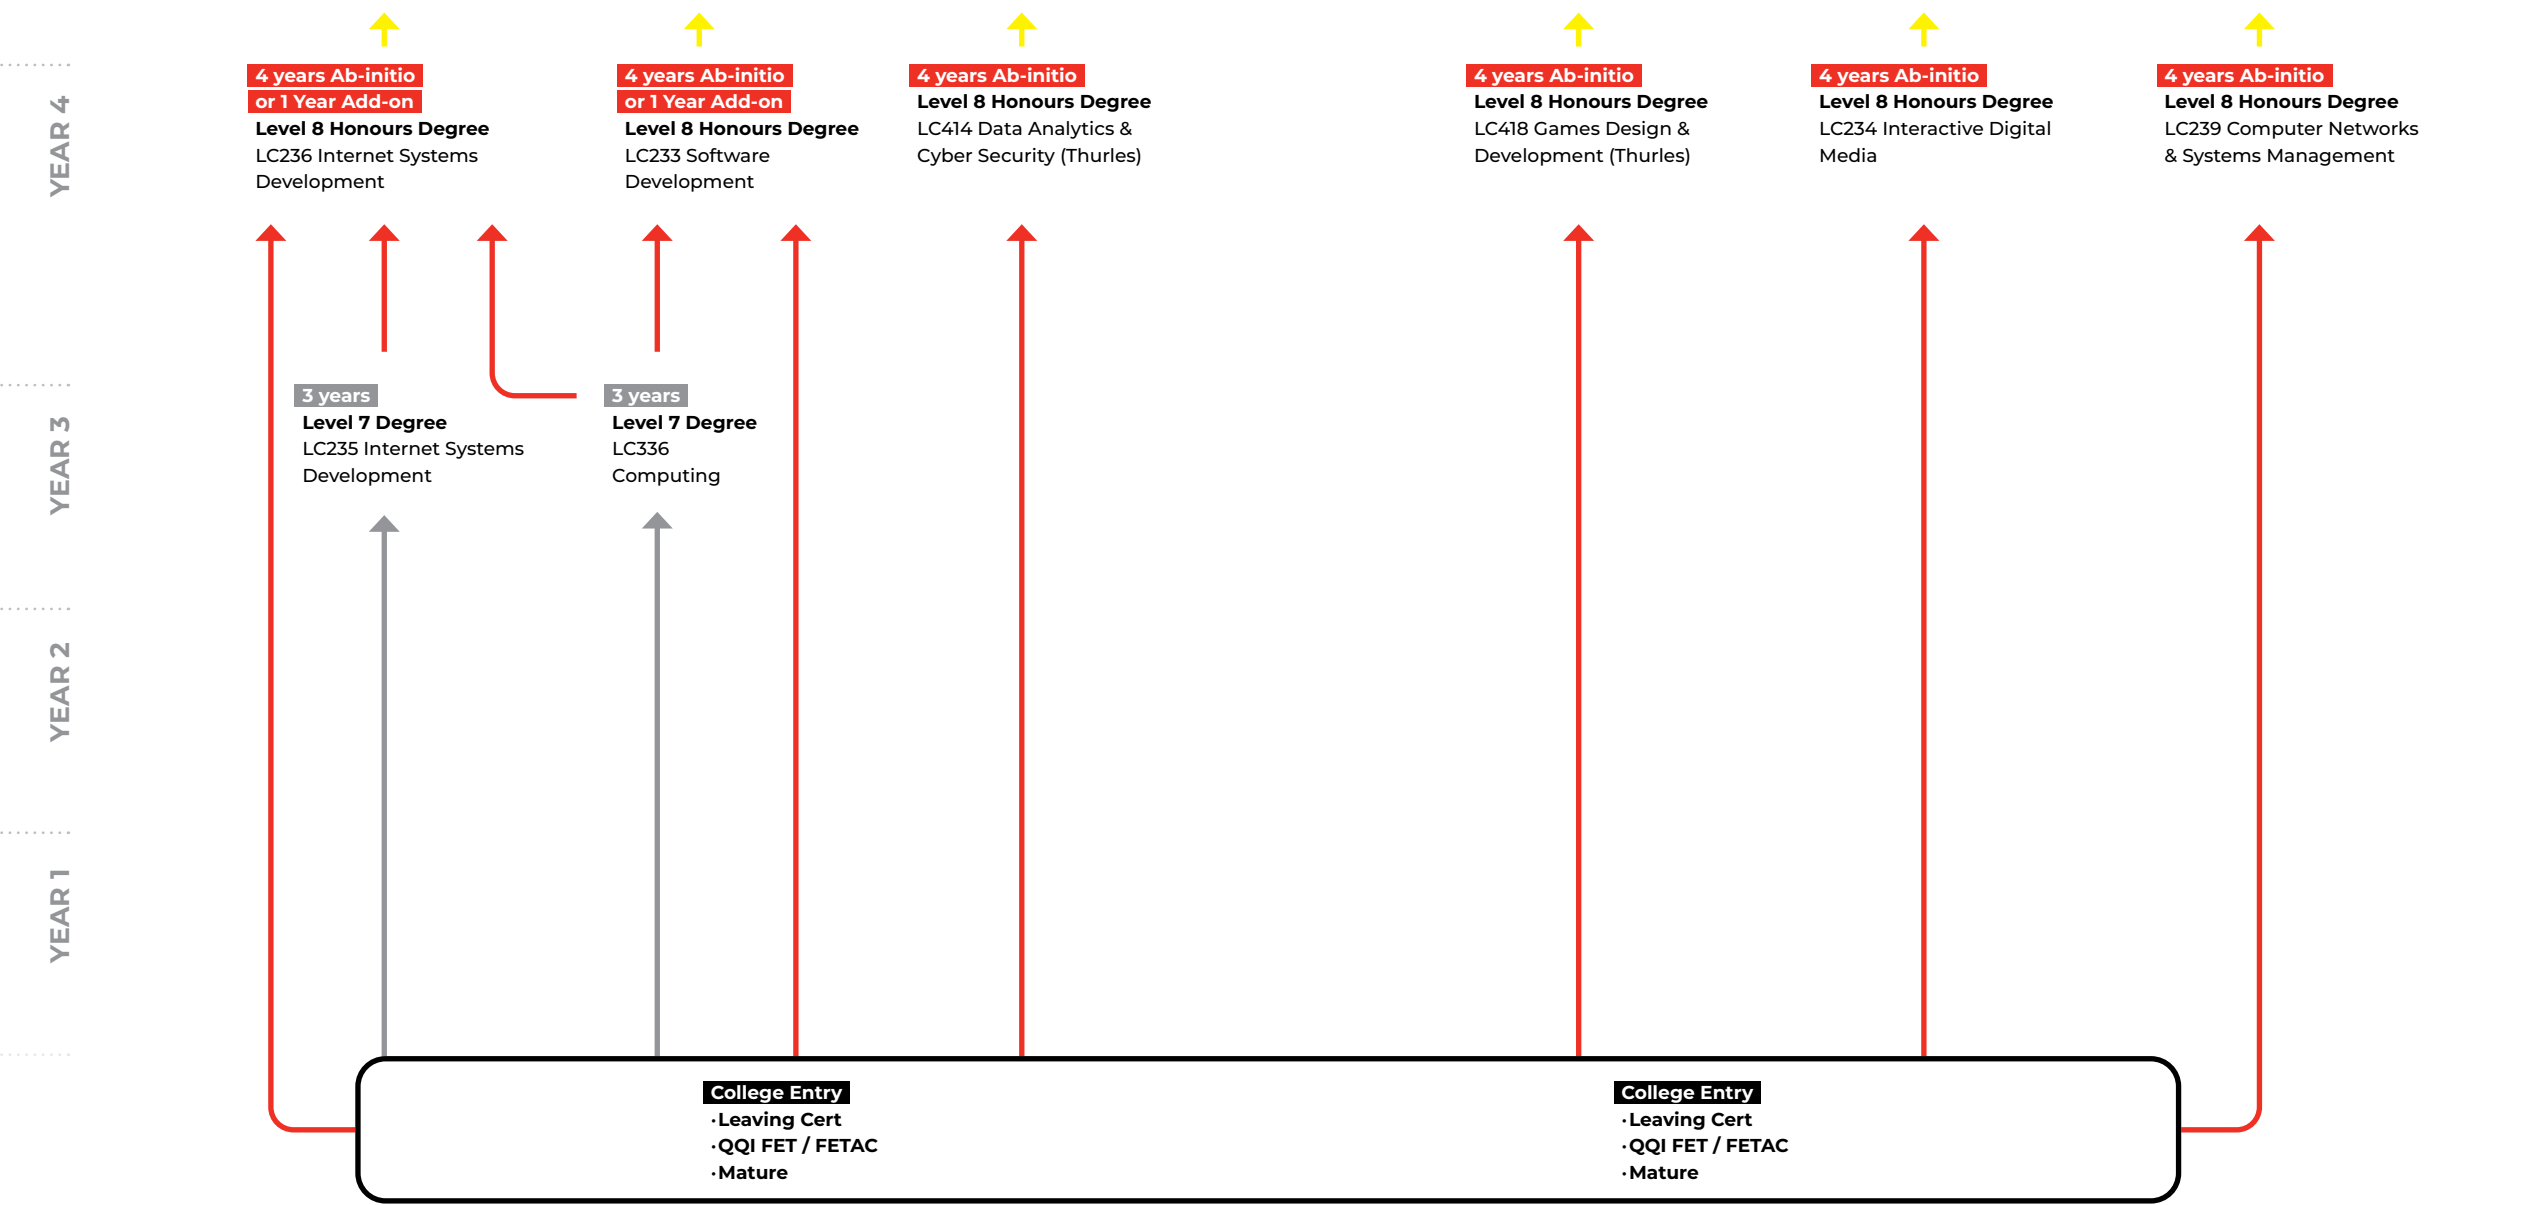 YEAR 4
4 years Ab-initio
or 1 Year Add-on
Level 8 Honours Degree
LC236 Internet Systems
Development
4 years Ab-initio
or 1 Year Add-on
Level 8 Honours Degree
LC233 Software
Development
4 years Ab-initio
Level 8 Honours Degree
LC414 Data Analytics &
Cyber Security (Thurles)
4 years Ab-initio
Level 8 Honours Degree
LC418 Games Design &
Development (Thurles)
4 years Ab-initio
Level 8 Honours Degree
LC234 Interactive Digital
Media
4 years Ab-initio
Level 8 Honours Degree
LC239 Computer Networks
& Systems Management
YEAR 3
3 years
Level 7 Degree
LC235 Internet Systems
Development
3 years
Level 7 Degree
LC336
Computing
YEAR 2
YEAR 1
College Entry
·Leaving Cert
·QQI FET / FETAC
·Mature
College Entry
·Leaving Cert
·QQI FET / FETAC
·Mature